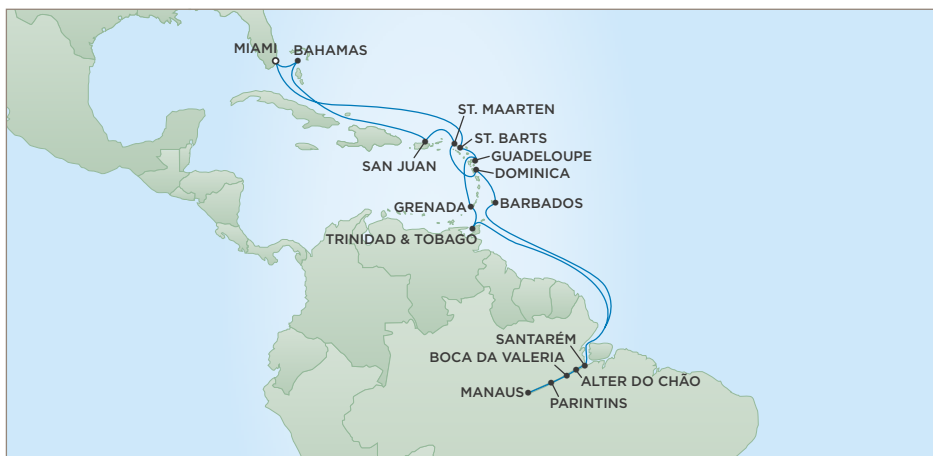 MIAMI
BAHAMAS
ST. MAARTEN
ST. BARTS
GUADELOUPE
SAN JUAN
DOMINICA
GRENADA
BARBADOS
TRINIDAD & TOBAGO
SANTARÉM
BOCA DA VALERIA
ALTER DO CHÃO
MANAUS
PARINTINS